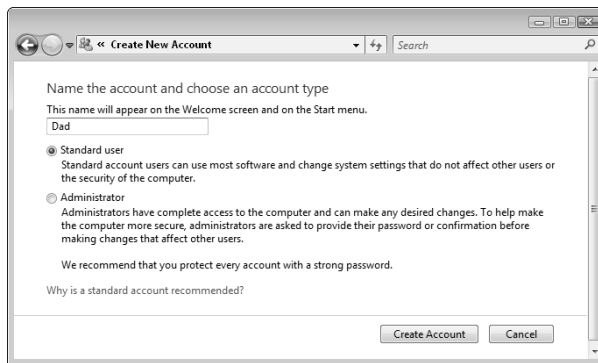 « Create New Account
Search
Name the account and choose an account type
This name will appear on the Welcome screen and on the Start menu.
Dad
Standard user
Standard account users can use most software and change system settings that do not affect other users or
the security of the computer.
Administrator
Administrators have complete access to the computer and can make any desired changes. To help make
the computer more secure, administrators are asked to provide their password or confirmation before
making changes that affect other users.
We recommend that you protect every account with a strong password.
Why is a standard account recommended?
Create Account
Cancel